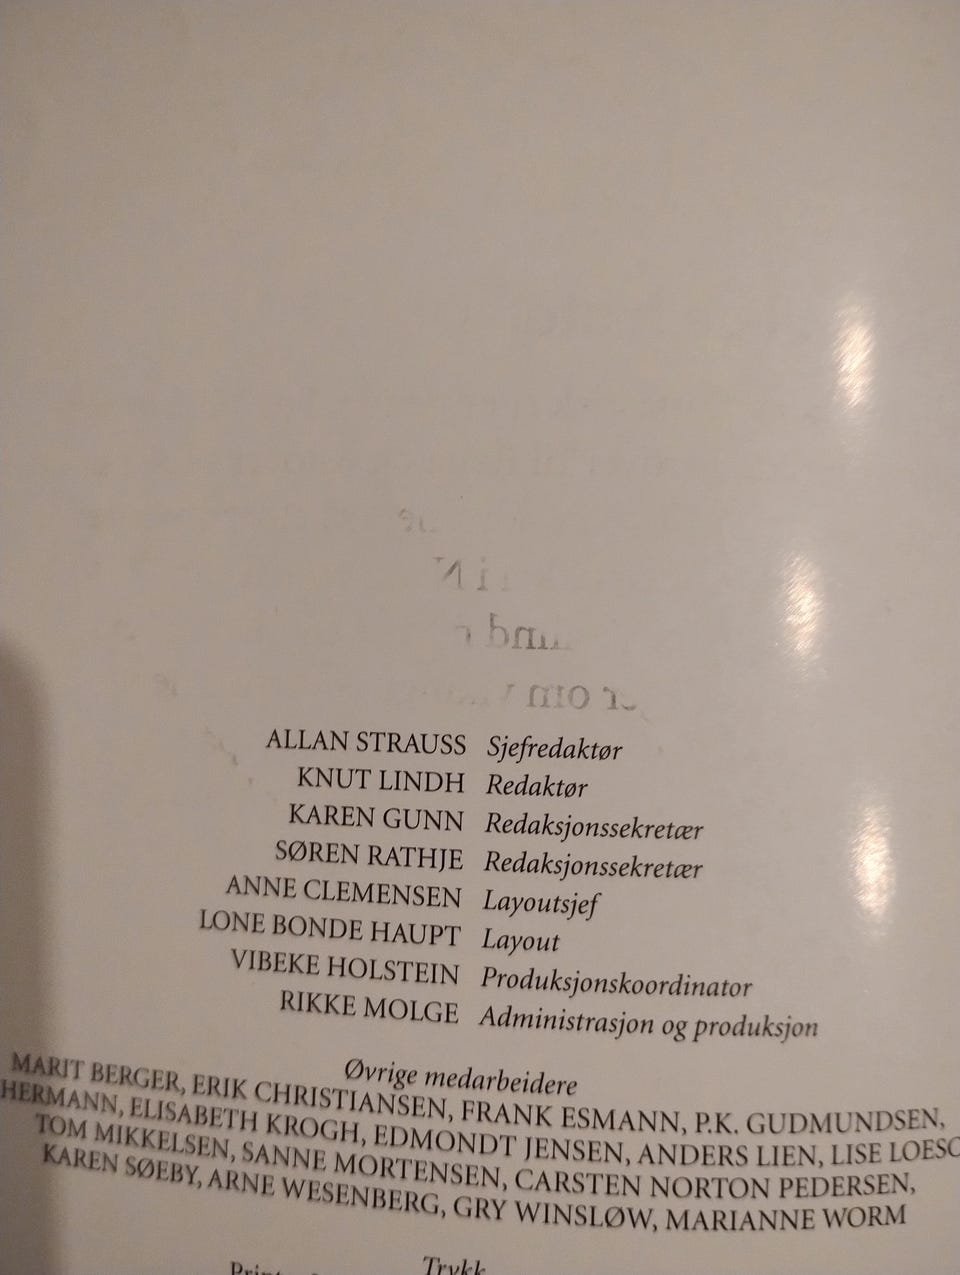 ALLAN STRAUSS Sjefredaktør
KNUT LINDH Redaktør
KAREN GUNN Redaksjonssekretær
SØREN RATHJE Redaksjonssekretær
ANNE CLEMENSEN Layoutsjef
LONE BONDE HAUPT Layout
VIBEKE HOLSTEIN Produksjonskoordinator
RIKKE MOLGE Administrasjon og produksjon
Øvrige medarbeidere
MARIT BERGER, ERIK CHRISTIANSEN, FRANK ESMANN, P.K. GUDMUNDSEN,
HERMANN, ELISABETH KROGH, EDMONDT JENSEN, ANDERS LIEN, LISE
TOM MIKKELSEN, SANNE MORTENSEN, CARSTEN NORTON PEDERSEN,
KAREN SØEBY, ARNE WESENBERG, GRY WINSLØW, MARIANNE WORM
Trykk